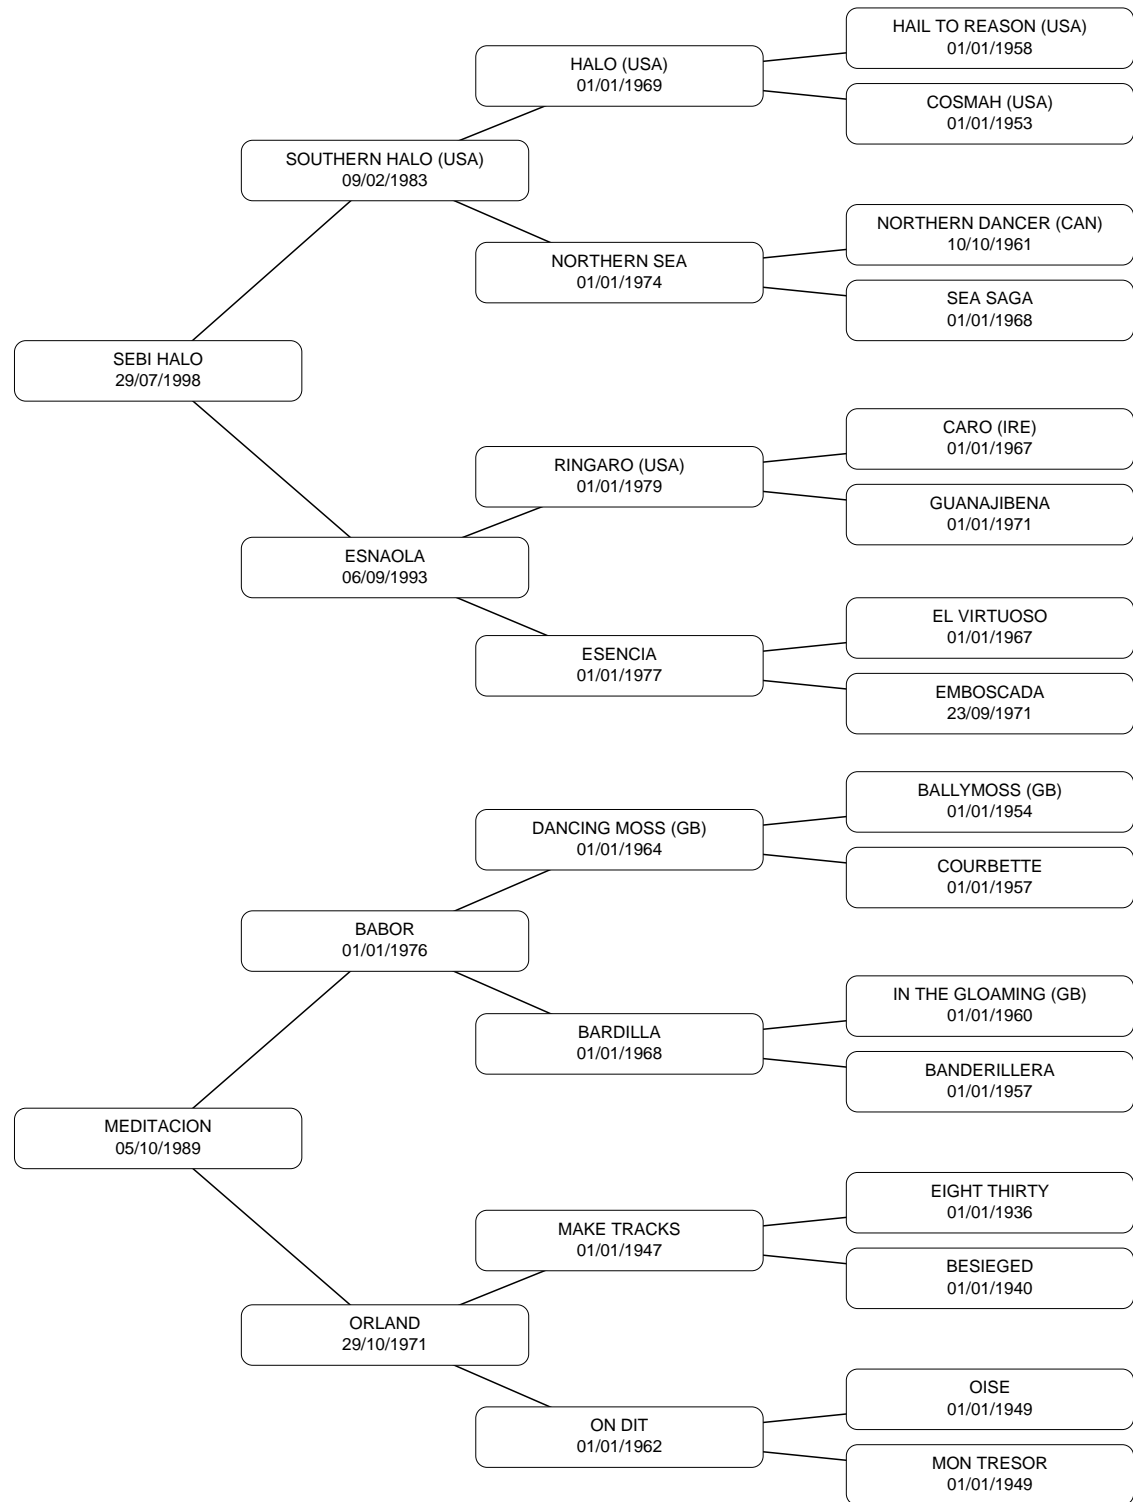 HAIL TO REASON (USA)
01/01/1958
HALO (USA)
01/01/1969
COSMAH (USA)
01/01/1953
SOUTHERN HALO (USA)
09/02/1983
NORTHERN DANCER (CAN)
10/10/1961
NORTHERN SEA
01/01/1974
SEA SAGA
01/01/1968
SEBI HALO
29/07/1998
CARO (IRE)
01/01/1967
RINGARO (USA)
01/01/1979
GUANAJIBENA
01/01/1971
ESNAOLA
06/09/1993
EL VIRTUOSO
01/01/1967
ESENCIA
01/01/1977
EMBOSCADA
23/09/1971
BALLYMOSS (GB)
01/01/1954
DANCING MOSS (GB)
01/01/1964
COURBETTE
01/01/1957
BABOR
01/01/1976
IN THE GLOAMING (GB)
01/01/1960
BARDILLA
01/01/1968
BANDERILLERA
01/01/1957
MEDITACION
05/10/1989
EIGHT THIRTY
01/01/1936
MAKE TRACKS
01/01/1947
BESIEGED
01/01/1940
ORLAND
29/10/1971
OISE
01/01/1949
ON DIT
01/01/1962
MON TRESOR
01/01/1949